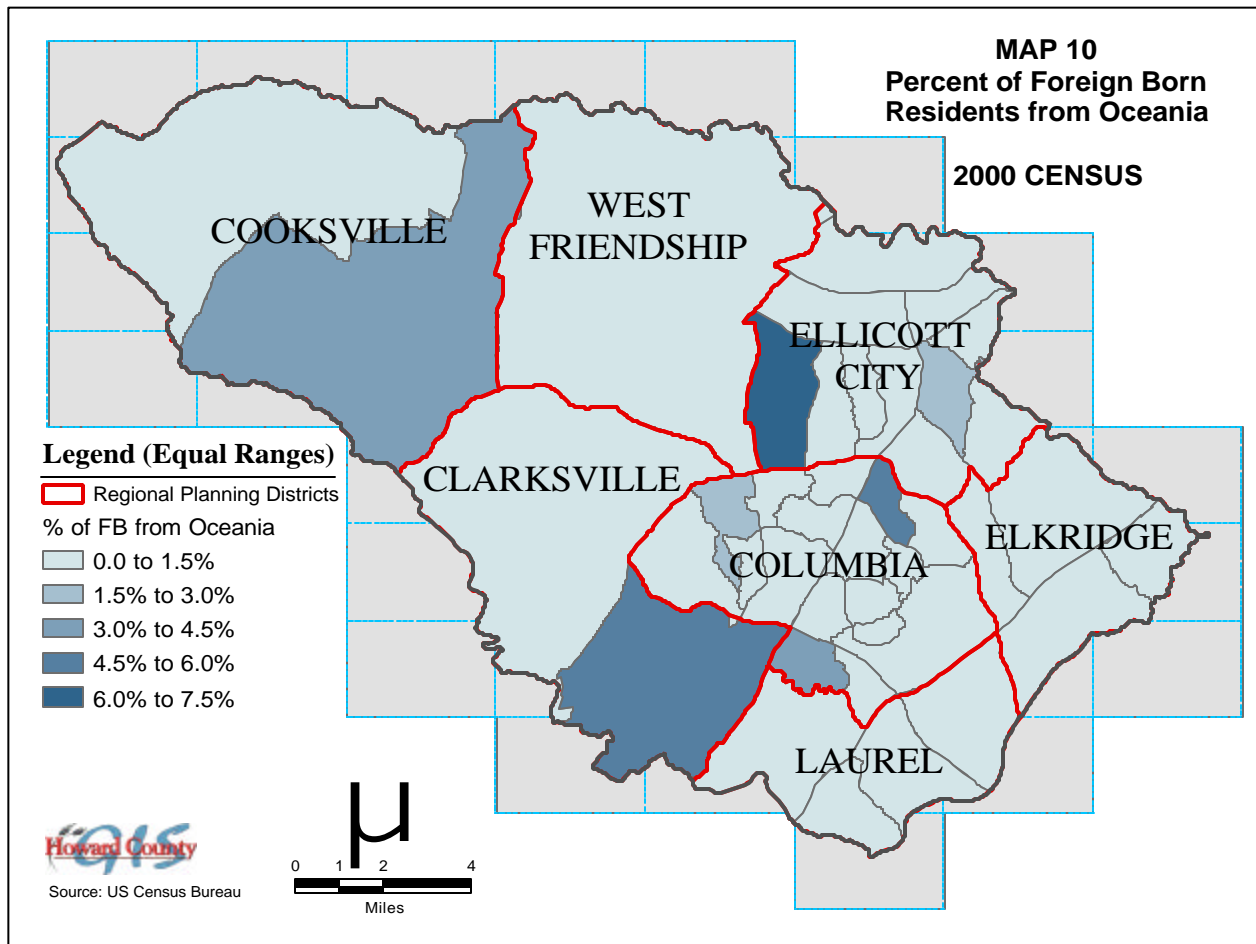 MAP 10
Percent of Foreign Born
Residents from Oceania
2000 CENSUS
COOKSVILLE
WEST
FRIENDSHIP
ELLICOTT
CITY
CLARKSVILLE
COLUMBIA
ELKRIDGE
LAUREL
Legend (Equal Ranges)
Regional Planning Districts
% of FB from Oceania
0.0 to 1.5%
1.5% to 3.0%
3.0% to 4.5%
4.5% to 6.0%
6.0% to 7.5%
µ
0 1 2 4
Miles
Howard County GIS
Source: US Census Bureau